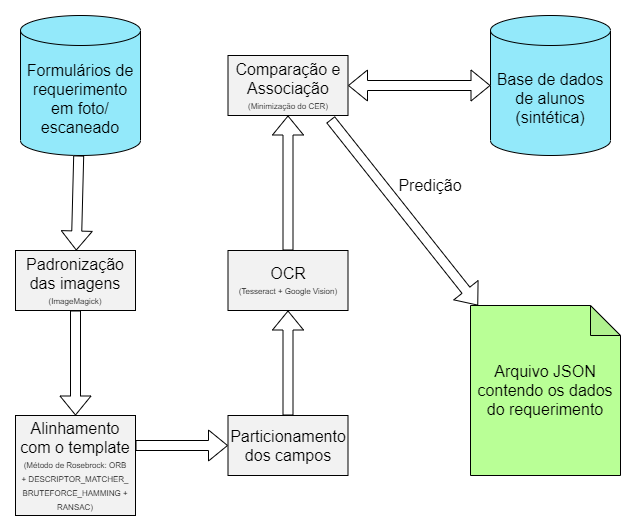 Formulários de
requerimento
em foto/
escaneado
Padronização
das imagens
(ImageMagick)
Alinhamento
com o template
(Método de Rosebrock: ORB
+ DESCRIPTOR_MATCHER_
BRUTEFORCE_HAMMING +
RANSAC)
Particionamento
dos campos
OCR
(Tesseract + Google Vision)
Comparação e
Associação
(Minimização do CER)
Base de dados
de alunos
(sintética)
Predição
Arquivo JSON
contendo os dados
do requerimento